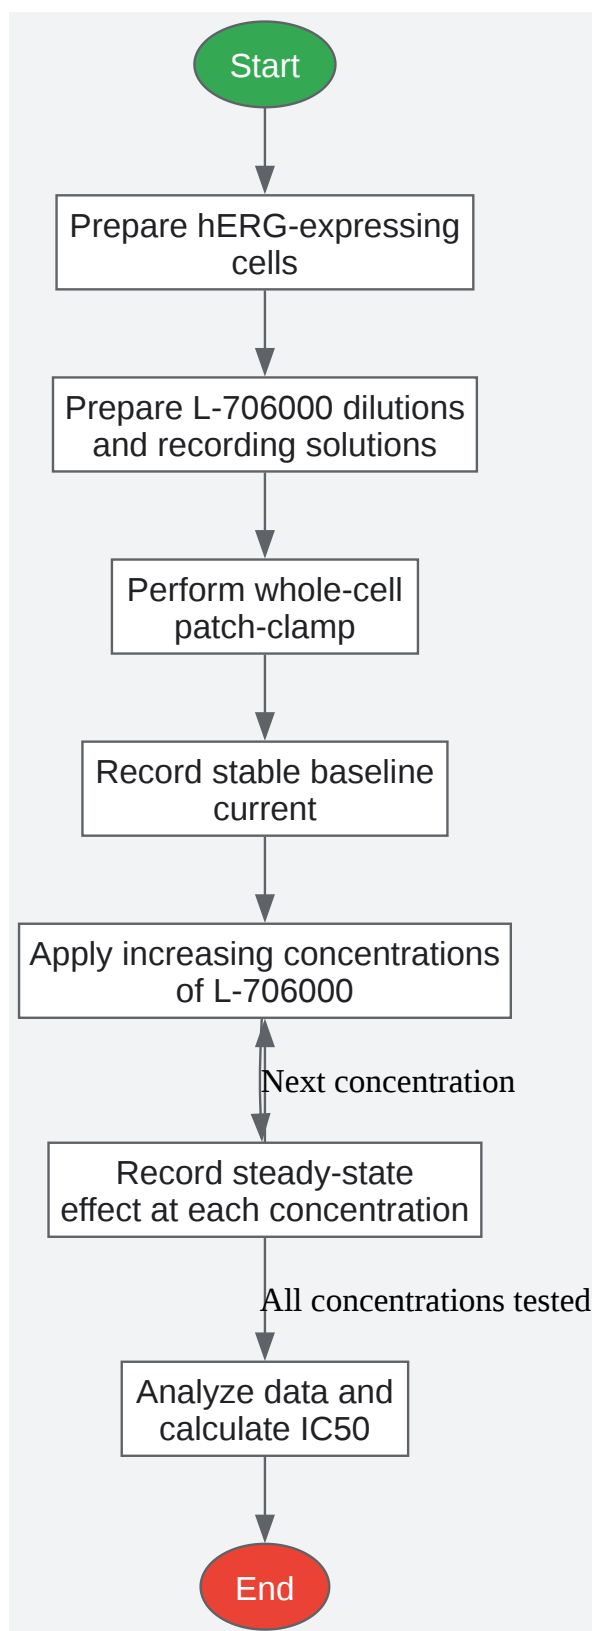 Start
Prepare hERG-expressing
cells
Prepare L-706000 dilutions
and recording solutions
Perform whole-cell
patch-clamp
Record stable baseline
current
Apply increasing concentrations
of L-706000
Next concentration
Record steady-state
effect at each concentration
All concentrations tested
Analyze data and
calculate IC50
End